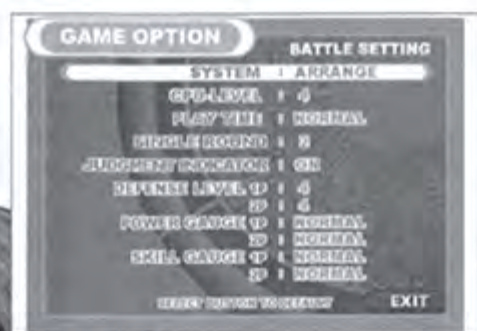 GAME OPTION
BATTLE SETTING
SYSTEM : ARRANGE
CPU-LEVEL : 4
PLAY TIME : NORMAL
SINGLE ROUND : 2
JUDGMENT INDICATOR : ON
DEFENSE LEVEL 1P : 4
2P : 4
POWER GAUGE 1P : NORMAL
2P : NORMAL
SKILL GAUGE 1P : NORMAL
2P : NORMAL
SELECT BUTTON TO DEFAULT
EXIT